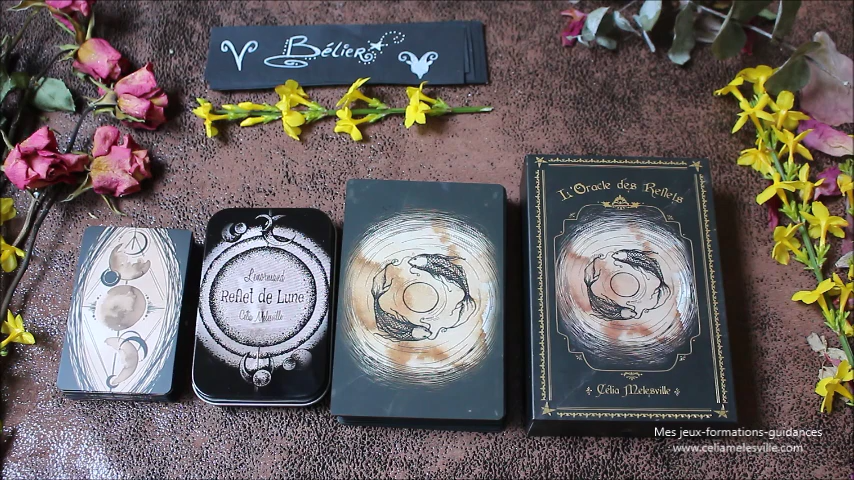 Bélier
L'Oracle des Reflets
Lenormand
Reflet de Lune
Célia Melesville
Célia Melesville
Mes jeux-formations-guidances
www.celiamelesville.com